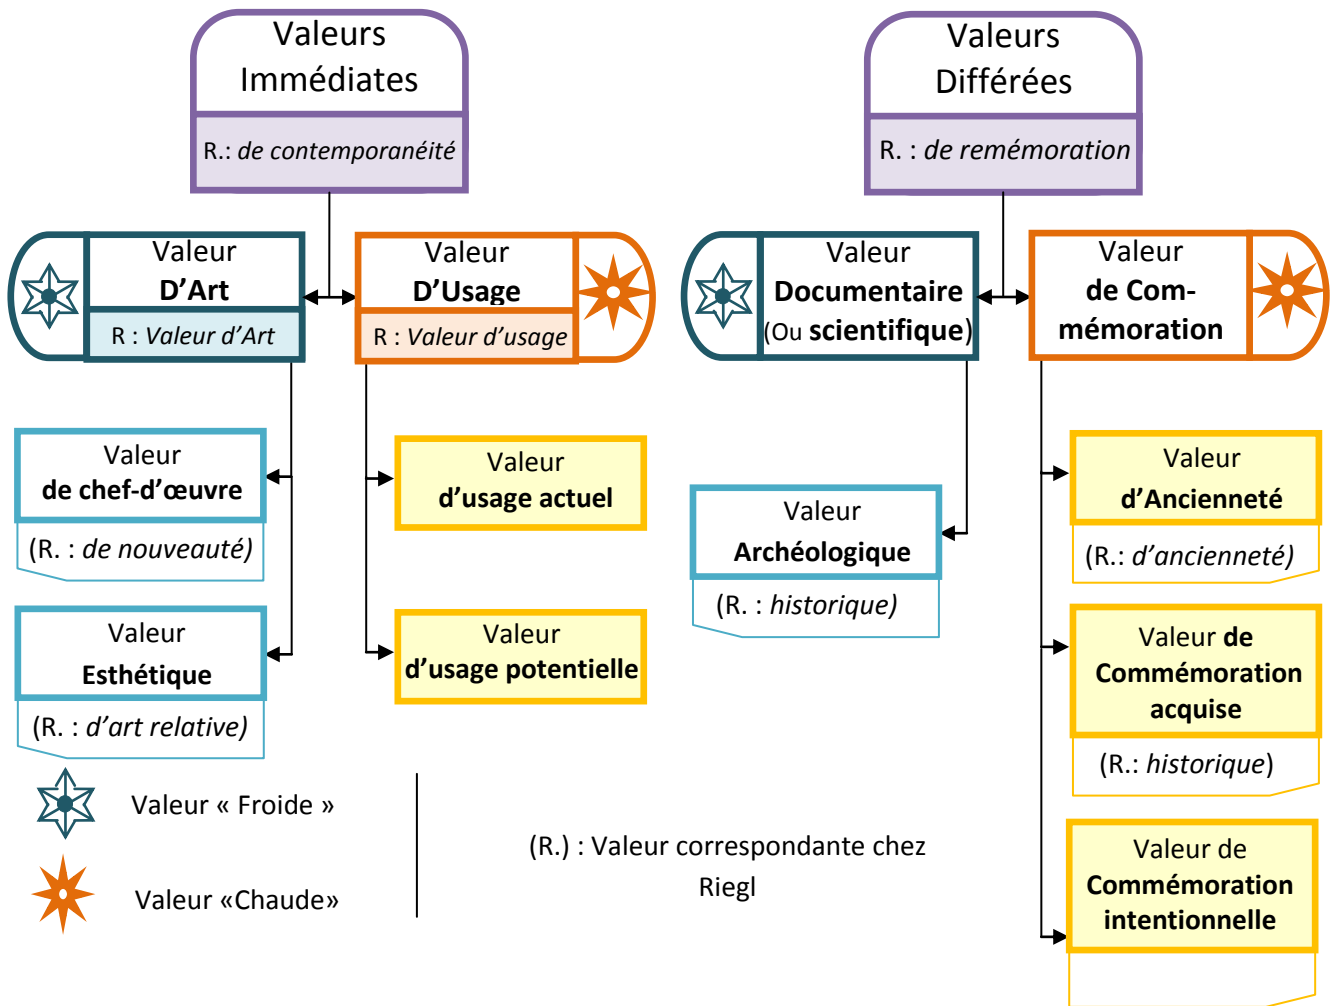 Valeurs
Immédiates
R.: de contemporanéité
Valeur
D’Art
R : Valeur d’Art
Valeur
D’Usage
R : Valeur d’usage
Valeur
de chef-d’œuvre
(R. : de nouveauté)
Valeur
Esthétique
(R. : d’art relative)
Valeur
d’usage actuel
Valeur
d’usage potentielle
Valeurs
Différées
R. : de remémoration
Valeur
Documentaire
(Ou scientifique)
Valeur
de Com-
mémoration
Valeur
Archéologique
(R. : historique)
Valeur
d’Ancienneté
(R.: d’ancienneté)
Valeur de
Commémoration
acquise
(R.: historique)
Valeur de
Commémoration
intentionnelle
Valeur « Froide »
Valeur «Chaude»
(R.) : Valeur correspondante chez
Riegl